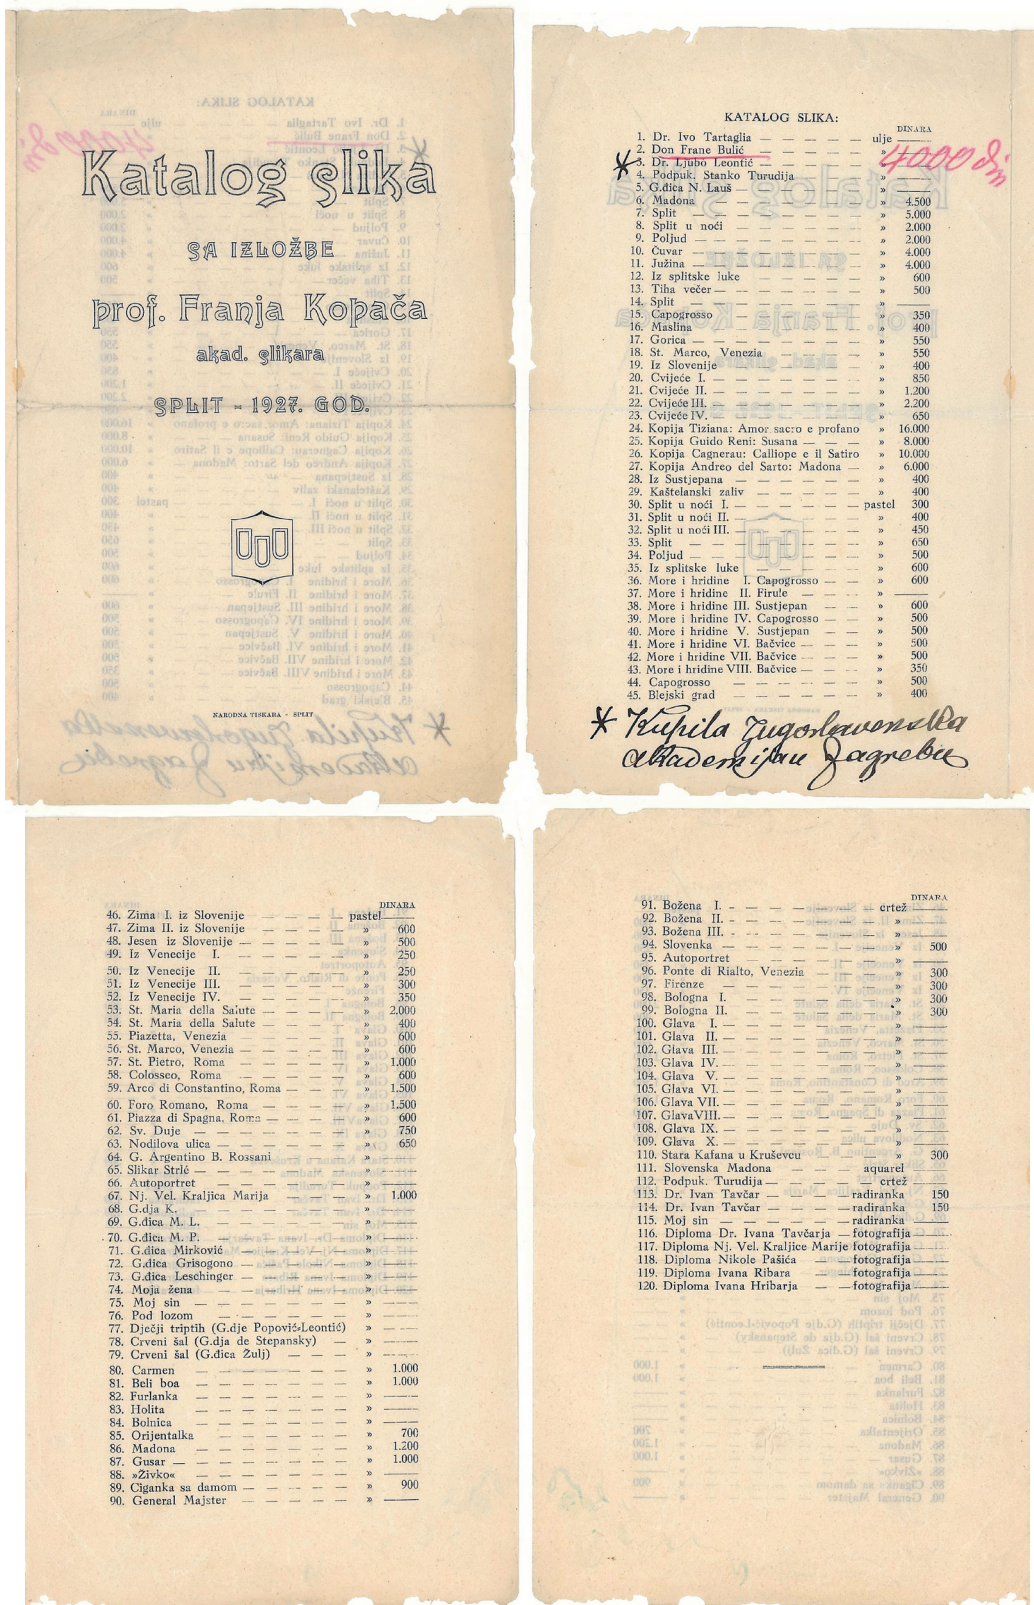 Katalog slika
SA IZLOŽBE
prof. Franja Kopača
akad. slikara
SPLIT - 1927. GOD.
NARODNA TISKARA - SPLIT
KATALOG SLIKA:
DINARA
1. Dr. Ivo Tartaglia — — — — — ulje ——
2. Don Frane Bulić — — — — — » 4000 din
* 3. Dr. Ljubo Leontić — — — — — »
4. Podpuk. Stanko Turudija — — — »
5. G.đica N. Lauš — — — — — »
6. Madona — — — — — » 4.500
7. Split — — — — — » 5.000
8. Split u noći — — — — — » 2.000
9. Poljud — — — — — » 2.000
10. Čuvar — — — — — » 4.000
11. Južina — — — — — » 4.000
12. Iz splitske luke — — — — » 600
13. Tiha večer — — — — — » 500
14. Split — — — — — » ——
15. Capogrosso — — — — — » 350
16. Maslina — — — — — » 400
17. Gorica — — — — — » 550
18. St. Marco, Venezia — — — — » 550
19. Iz Slovenije — — — — — » 400
20. Cvijeće I. — — — — — » 850
21. Cvijeće II. — — — — — » 1.200
22. Cvijeće III. — — — — — » 2.200
23. Cvijeće IV. — — — — — » 650
24. Kopija Tiziana: Amor sacro e profano » 16.000
25. Kopija Guido Reni: Susana — — — » 8.000
26. Kopija Cagnerau: Calliope e il Satiro » 10.000
27. Kopija Andreo del Sarto: Madona — » 6.000
28. Iz Sustjepana — — — — — » 400
29. Kaštelanski zaliv — — — — » 400
30. Split u noći I. — — — — — pastel 300
31. Split u noći II. — — — — — » 400
32. Split u noći III. — — — — — » 450
33. Split — — — — — » 650
34. Poljud — — — — — » 500
35. Iz splitske luke — — — — » 600
36. More i hridine I. Capogrosso — — » 600
37. More i hridine II. Firule — — — » ——
38. More i hridine III. Sustjepan — — » 600
39. More i hridine IV. Capogrosso — — » 500
40. More i hridine V. Sustjepan — — » 500
41. More i hridine VI. Bačvice — — — » 500
42. More i hridine VII. Bačvice — — — » 500
43. More i hridine VIII. Bačvice — — — » 350
44. Capogrosso — — — — — » 500
45. Blejski grad — — — — — » 400
* Kupila Jugoslavenska
akademija u Zagrebu
DINARA
46. Zima I. iz Slovenije — — — — pastel ——
47. Zima II. iz Slovenije — — — — » 600
48. Jesen iz Slovenije — — — — » 500
49. Iz Venecije I. — — — — — » 250
50. Iz Venecije II. — — — — — » 250
51. Iz Venecije III. — — — — — » 300
52. Iz Venecije IV. — — — — — » 350
53. St. Maria della Salute — — — — » 2.000
54. St. Maria della Salute — — — — » 400
55. Piazetta, Venezia — — — — » 600
56. St. Marco, Venezia — — — — » 600
57. St. Pietro, Roma — — — — » 1.000
58. Colosseo, Roma — — — — » 600
59. Arco di Constantino, Roma — — — » 1.500
60. Foro Romano, Roma — — — — » 1.500
61. Piazza di Spagna, Roma — — — — » 600
62. Sv. Duje — — — — — » 750
63. Nodilova ulica — — — — — » 650
64. G. Argentino B. Rossani — — — » ——
65. Slikar Strlé — — — — — » ——
66. Autoportret — — — — — » ——
67. Nj. Vel. Kraljica Marija — — — » 1.000
68. G.dja K. — — — — — » ——
69. G.đica M. L. — — — — — » ——
70. G.đica M. P. — — — — — » ——
71. G.đica Mirković — — — — — » ——
72. G.đica Grisogono — — — — » ——
73. G.đica Leschinger — — — — » ——
74. Moja žena — — — — — » ——
75. Moj sin — — — — — » ——
76. Pod lozom — — — — — » ——
77. Dječji triptih (G.dje Popović-Leontić) » ——
78. Crveni šal (G.dja de Stepansky) — — » ——
79. Crveni šal (G.đica Žulj) — — — » ——
80. Carmen — — — — — » 1.000
81. Beli boa — — — — — » 1.000
82. Furlanka — — — — — » ——
83. Holita — — — — — » ——
84. Bolnica — — — — — » ——
85. Orijentalka — — — — — » 700
86. Madona — — — — — » 1.200
87. Gusar — — — — — » 1.000
88. »Živko« — — — — — » ——
89. Ciganka sa damom — — — — » 900
90. General Majster — — — — » ——
DINARA
91. Božena I. — — — — — crtež ——
92. Božena II. — — — — — » ——
93. Božena III. — — — — — » ——
94. Slovenka — — — — — » 500
95. Autoportret — — — — — » ——
96. Ponte di Rialto, Venezia — — — » 300
97. Firenze — — — — — » 300
98. Bologna I. — — — — — » 300
99. Bologna II. — — — — — » 300
100. Glava I. — — — — — » ——
101. Glava II. — — — — — » ——
102. Glava III. — — — — — » ——
103. Glava IV. — — — — — » ——
104. Glava V. — — — — — » ——
105. Glava VI. — — — — — » ——
106. Glava VII. — — — — — » ——
107. Glava VIII. — — — — — » ——
108. Glava IX. — — — — — » ——
109. Glava X. — — — — — » ——
110. Stara Kafana u Kruševcu — — — » 300
111. Slovenska Madona — — — — aquarel ——
112. Podpuk. Turudija — — — — crtež ——
113. Dr. Ivan Tavčar — — — — radiranka 150
114. Dr. Ivan Tavčar — — — — radiranka 150
115. Moj sin — — — — — radiranka ——
116. Diploma Dr. Ivana Tavčarja — fotografija ——
117. Diploma Nj. Vel. Kraljice Marije fotografija ——
118. Diploma Nikole Pašića — — fotografija ——
119. Diploma Ivana Ribara — — fotografija ——
120. Diploma Ivana Hribarja — — fotografija ——